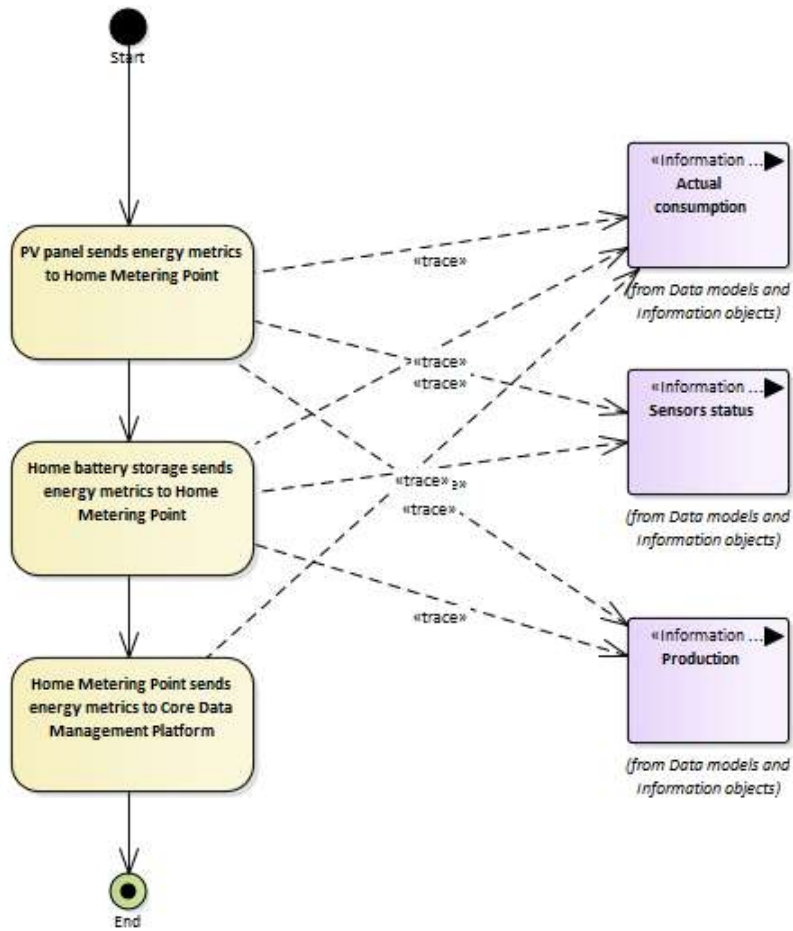 Start
PV panel sends energy metrics
to Home Metering Point
Home battery storage sends
energy metrics to Home
Metering Point
Home Metering Point sends
energy metrics to Core Data
Management Platform
End
«trace»
«trace»
«trace»
«trace»
«trace»
«trace»
«Information ...
Actual
consumption
(from Data models and
Information objects)
«Information ...
Sensors status
(from Data models and
Information objects)
«Information ...
Production
(from Data models and
Information objects)